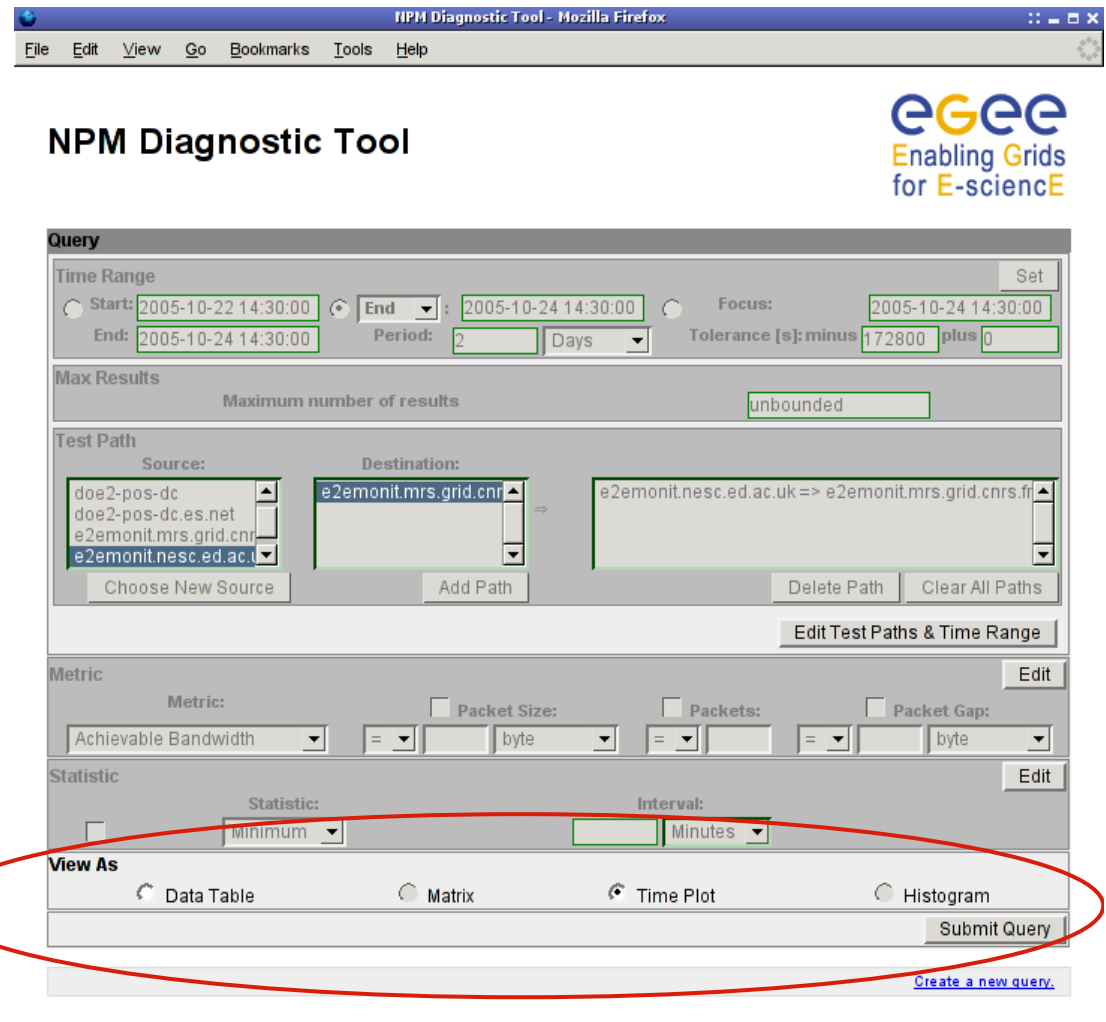 NPM Diagnostic Tool - Mozilla Firefox
File Edit View Go Bookmarks Tools Help
NPM Diagnostic Tool
egee
Enabling Grids
for E-sciencE
Query
Time Range
Set
Start: 2005-10-22 14:30:00 End : 2005-10-24 14:30:00 Focus: 2005-10-24 14:30:00
End: 2005-10-24 14:30:00 Period: 2 Days Tolerance [s]: minus 172800 plus 0
Max Results
Maximum number of results unbounded
Test Path
Source: Destination:
doe2-pos-dc e2emonit.mrs.grid.cnr ⇒ e2emonit.nesc.ed.ac.uk => e2emonit.mrs.grid.cnrs.fr
doe2-pos-dc.es.net
e2emonit.mrs.grid.cnr
e2emonit.nesc.ed.ac.u
Choose New Source Add Path Delete Path Clear All Paths
Edit Test Paths & Time Range
Metric Edit
Metric: Packet Size: Packets: Packet Gap:
Achievable Bandwidth = byte = = byte
Statistic Edit
Statistic: Interval:
Minimum Minutes
View As
Data Table Matrix Time Plot Histogram
Submit Query
Create a new query.